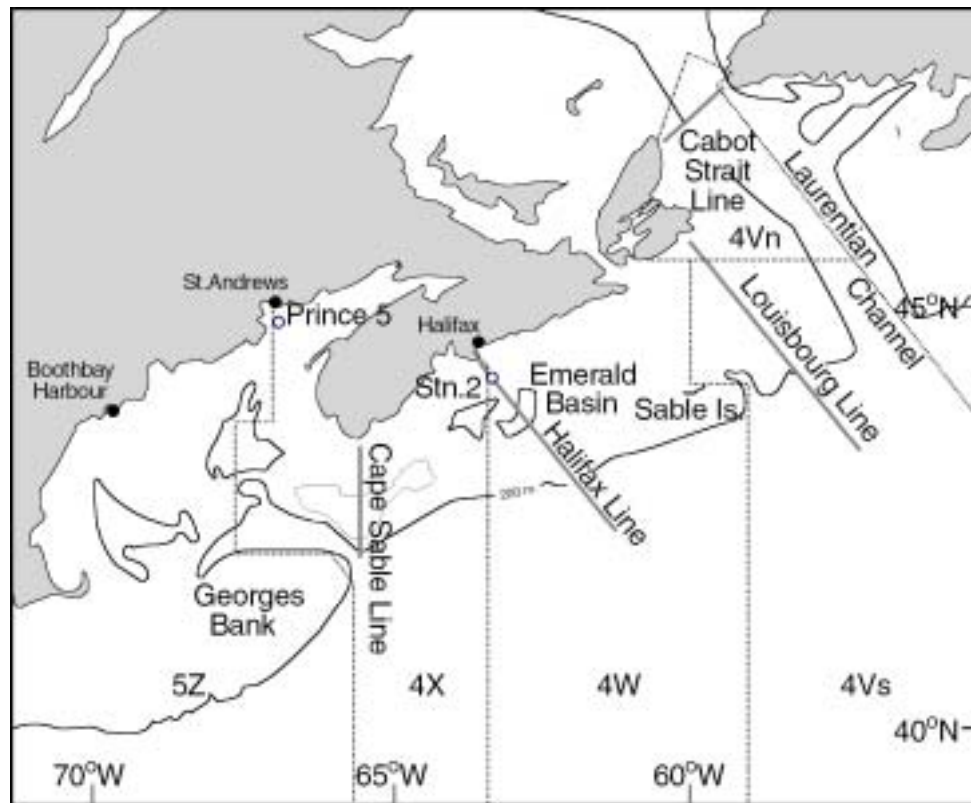 Cabot
Strait
Line
Laurentian
Channel
4Vn
St.Andrews
Prince 5
Halifax
Louisbourg Line
45°N
Boothbay
Harbour
Stn.2
Emerald
Basin
Sable Is.
Cape Sable Line
Halifax Line
200 m
Georges
Bank
5Z
4X
4W
4Vs
40°N
70°W
65°W
60°W